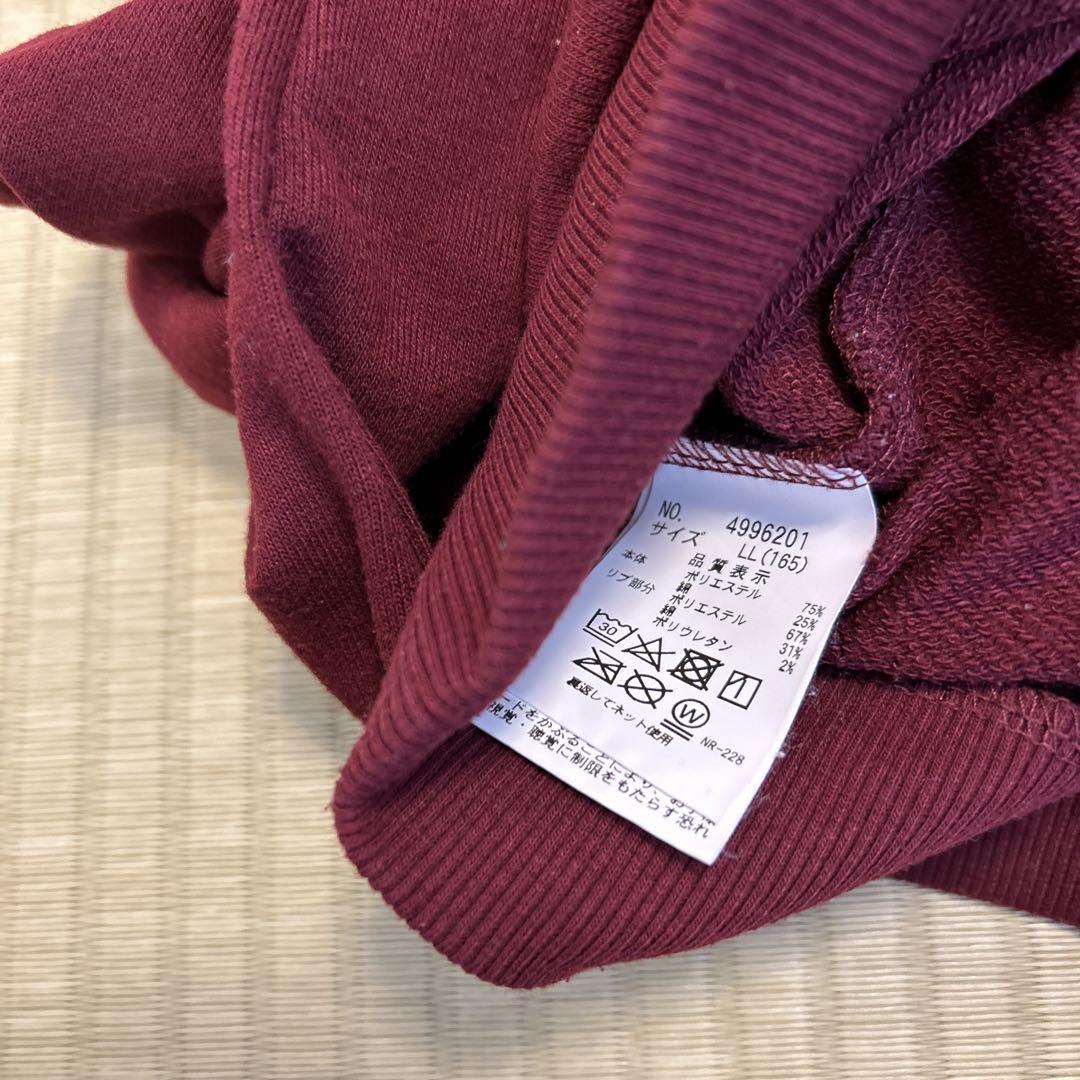 NO. 4996201
サイズ LL(165)
品質表示
本体 ポリエステル 75%
綿 25%
リブ部分 ポリエステル 67%
綿 31%
ポリウレタン 2%
30
W
裏返してネット使用 NR-228
ードをかぶることにより、
視覚・聴覚に制限をもたらす恐れ